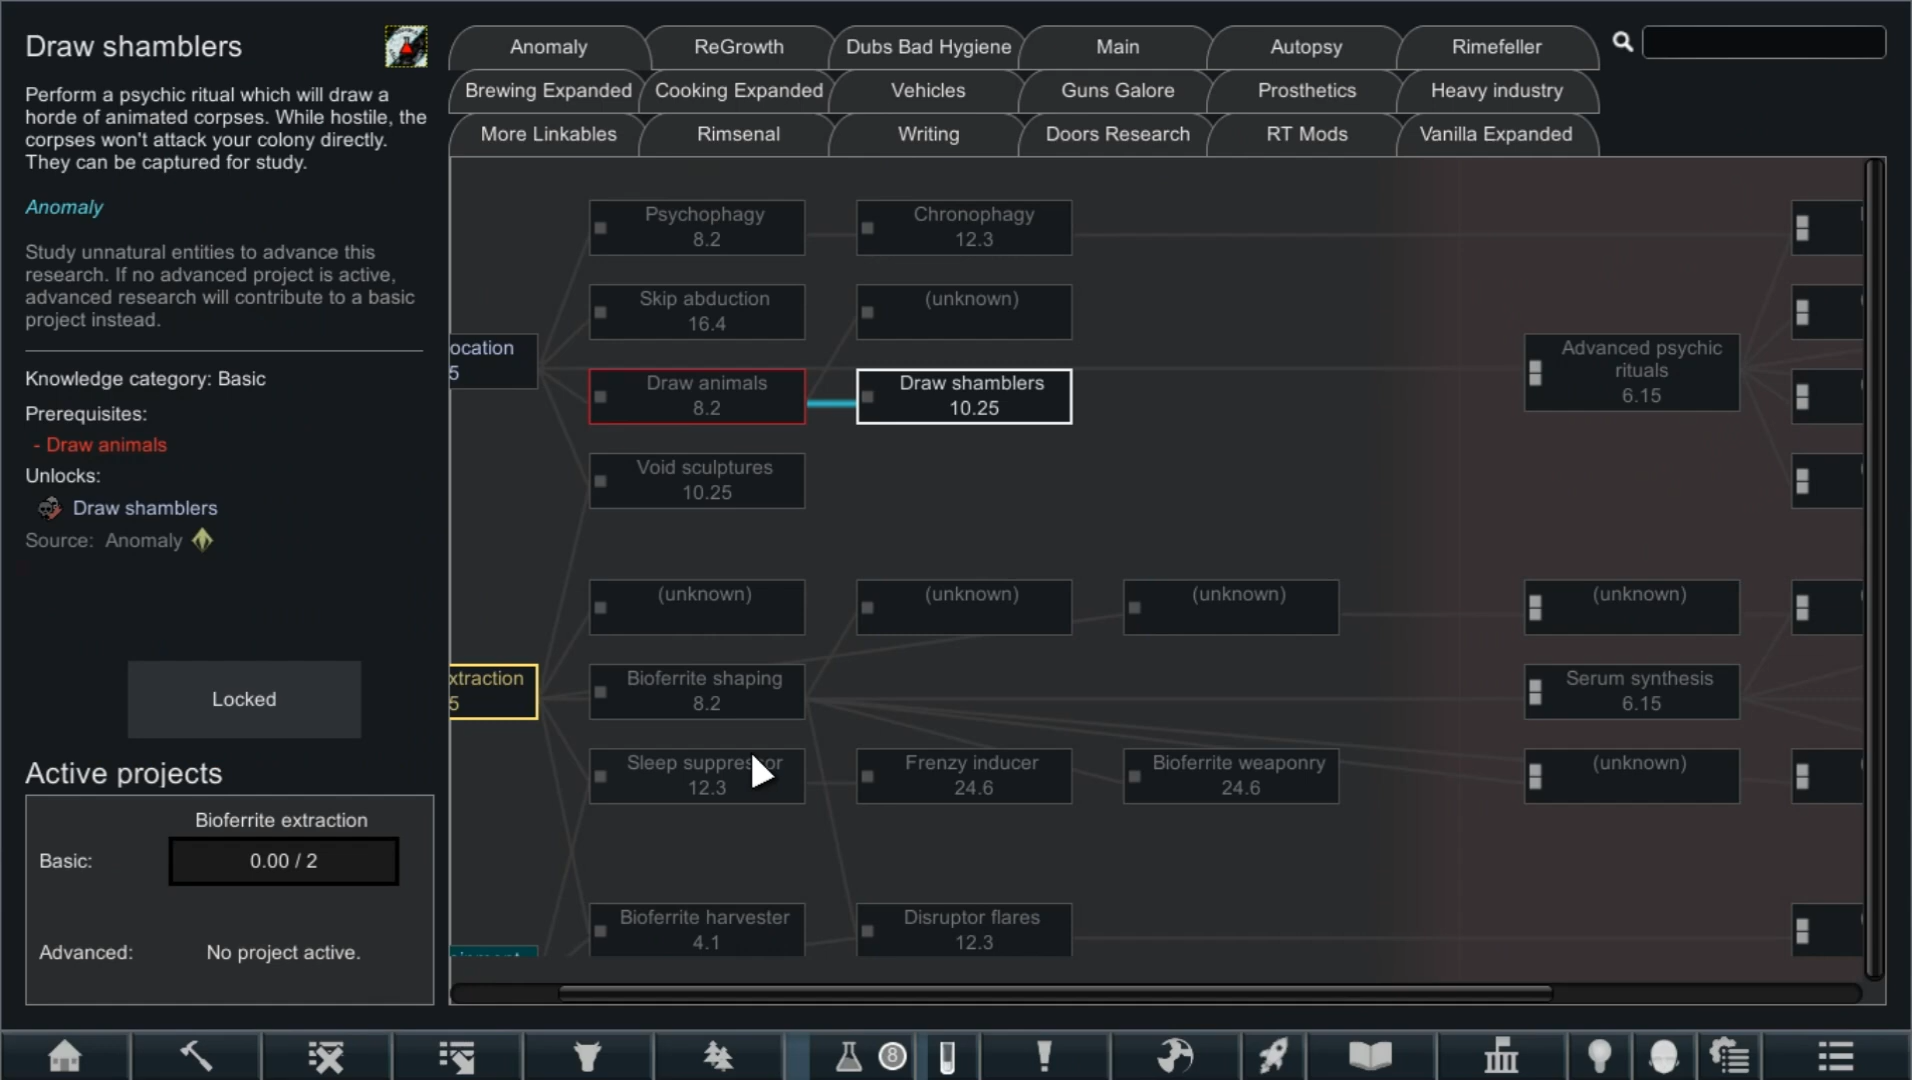 Draw shamblers
Perform a psychic ritual which will draw a
horde of animated corpses. While hostile, the
corpses won't attack your colony directly.
They can be captured for study.
Anomaly
Study unnatural entities to advance this
research. If no advanced project is active,
advanced research will contribute to a basic
project instead.
Knowledge category: Basic
Prerequisites:
- Draw animals
Unlocks:
Draw shamblers
Source: Anomaly
Locked
Active projects
Bioferrite extraction
Basic:
0.00 / 2
Advanced:
No project active.
Anomaly
ReGrowth
Dubs Bad Hygiene
Main
Autopsy
Rimefeller
Brewing Expanded
Cooking Expanded
Vehicles
Guns Galore
Prosthetics
Heavy industry
More Linkables
Rimsenal
Writing
Doors Research
RT Mods
Vanilla Expanded
Psychophagy
8.2
Chronophagy
12.3
Skip abduction
16.4
(unknown)
ocation
5
Draw animals
8.2
Draw shamblers
10.25
Advanced psychic
rituals
6.15
Void sculptures
10.25
(unknown)
(unknown)
(unknown)
(unknown)
xtraction
5
Bioferrite shaping
8.2
Serum synthesis
6.15
Sleep suppressor
12.3
Frenzy inducer
24.6
Bioferrite weaponry
24.6
(unknown)
Bioferrite harvester
4.1
Disruptor flares
12.3
8